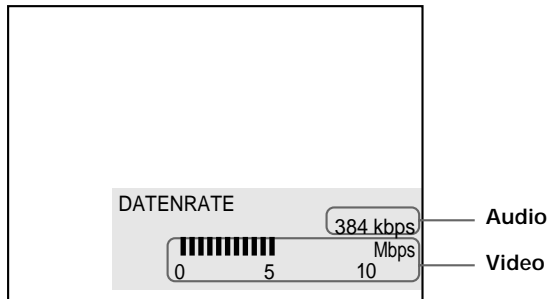 DATENRATE
384 kbps
Audio
Mbps
Video
0 5 10